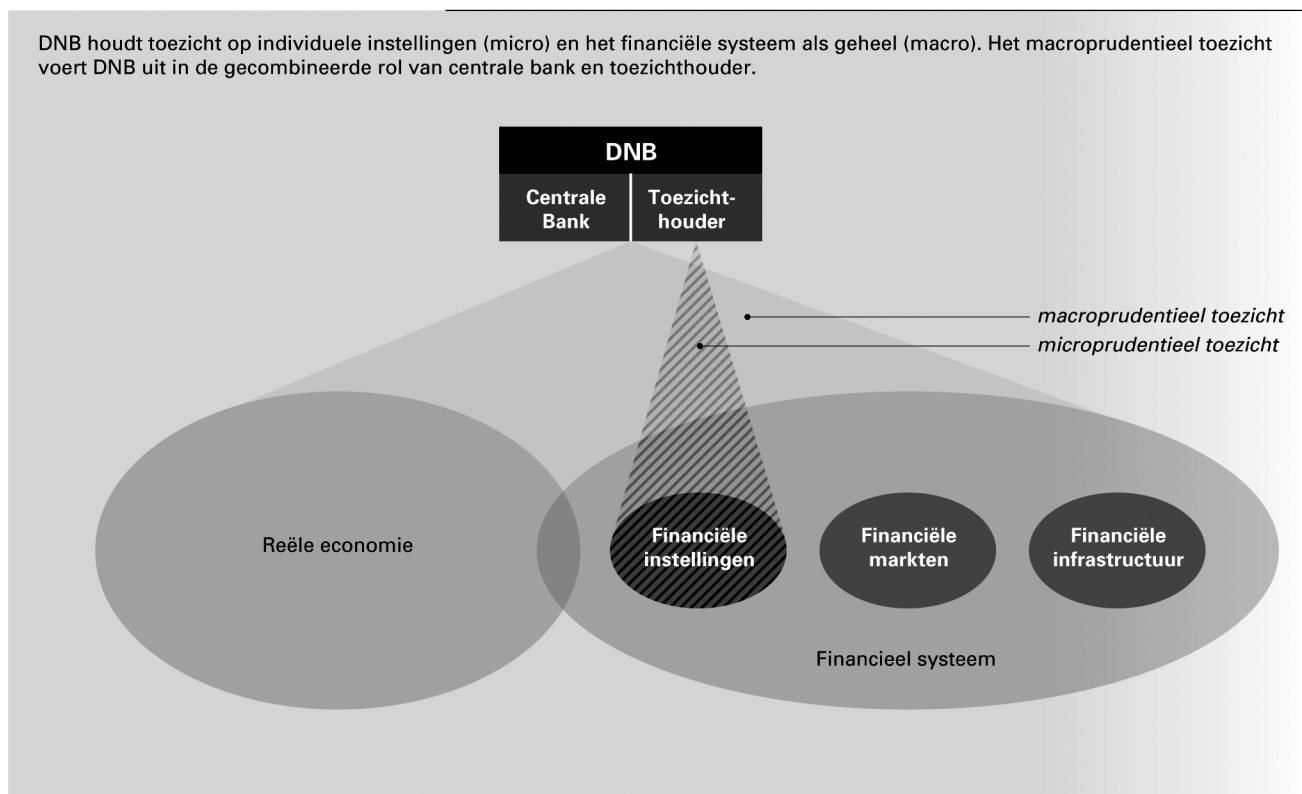 DNB houdt toezicht op individuele instellingen (micro) en het financiële systeem als geheel (macro). Het macroprudentieel toezicht
voert DNB uit in de gecombineerde rol van centrale bank en toezichthouder.
DNB
Centrale
Bank
Toezicht-
houder
macroprudentieel toezicht
microprudentieel toezicht
Reële economie
Financiële
instellingen
Financiële
markten
Financiële
infrastructuur
Financieel systeem